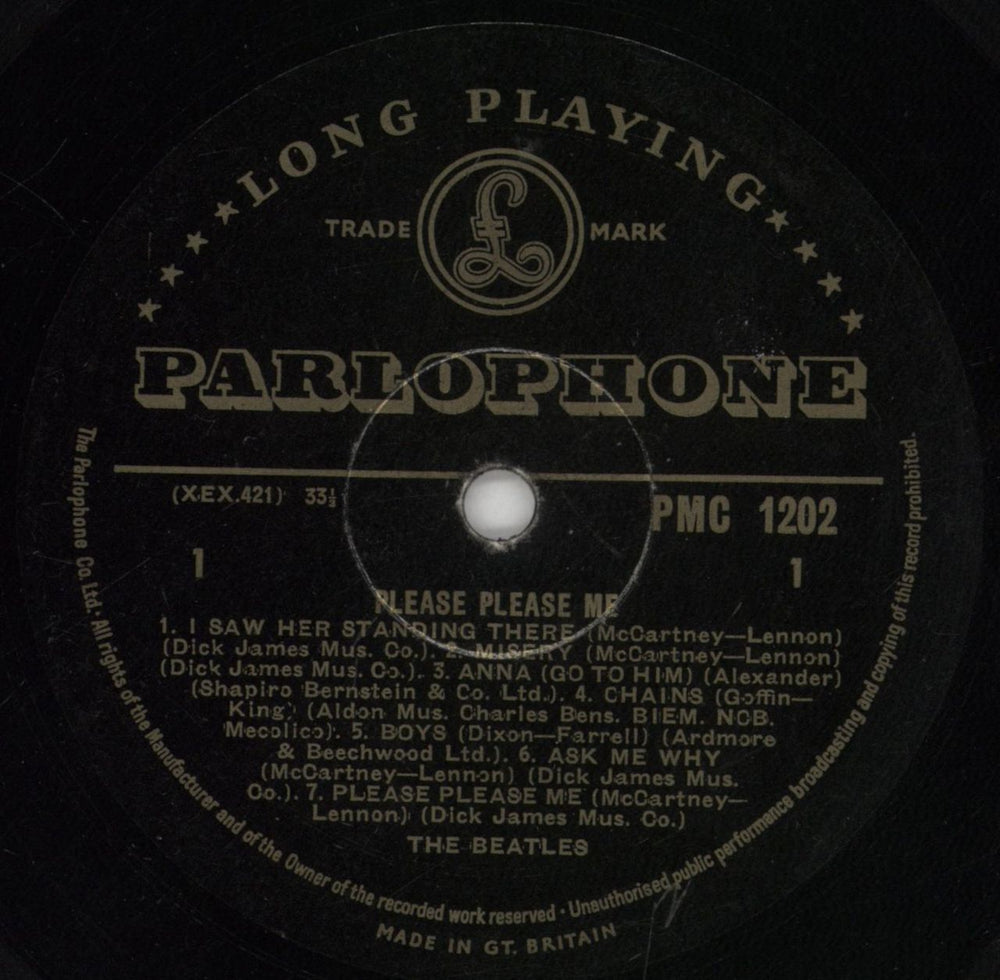 LONG PLAYING
TRADE £ MARK
PARLOPHONE
(XEX.421) 33⅓
PMC 1202
1 1
PLEASE PLEASE ME
1. I SAW HER STANDING THERE (McCartney—Lennon)
(Dick James Mus. Co.). 2. MISERY (McCartney—Lennon)
(Dick James Mus. Co.). 3. ANNA (GO TO HIM) (Alexander)
(Shapiro Bernstein & Co. Ltd.). 4. CHAINS (Goffin—
King) (Aldon Mus. Charles Bens. BIEM. NCB.
Mecolico). 5. BOYS (Dixon—Farrell) (Ardmore
& Beechwood Ltd.). 6. ASK ME WHY
(McCartney—Lennon) (Dick James Mus.
Co.). 7. PLEASE PLEASE ME (McCartney—
Lennon) (Dick James Mus. Co.)
THE BEATLES
The Parlophone Co. Ltd · All rights of the Manufacturer and of the Owner of the recorded work reserved · Unauthorised public performance broadcasting and copying of this record prohibited.
MADE IN GT. BRITAIN